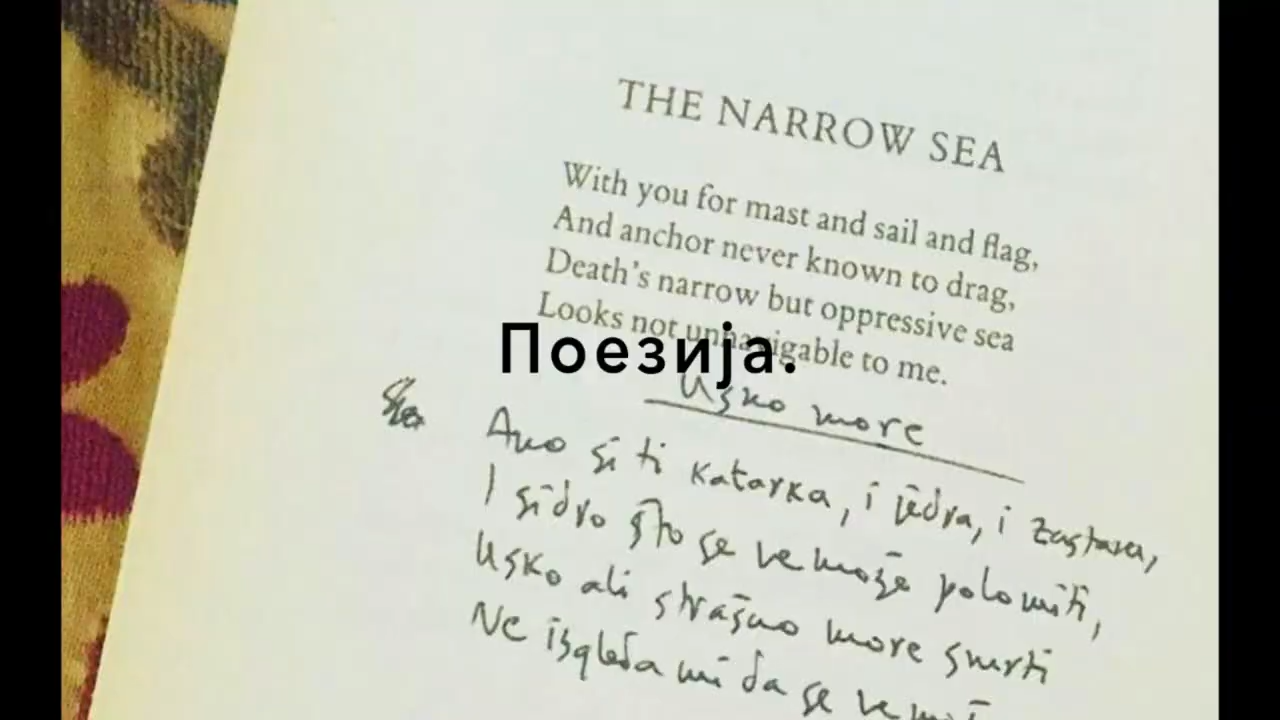 THE NARROW SEA
With you for mast and sail and flag,
And anchor never known to drag,
Death's narrow but oppressive sea
Looks not unnavigable to me.
Поезија.
Usko more
Ako si ti katarka, i jedra, i zastava,
I sidro što se ne može polomiti,
Usko ali strašno more smrti
Ne izgleda mi da se ne